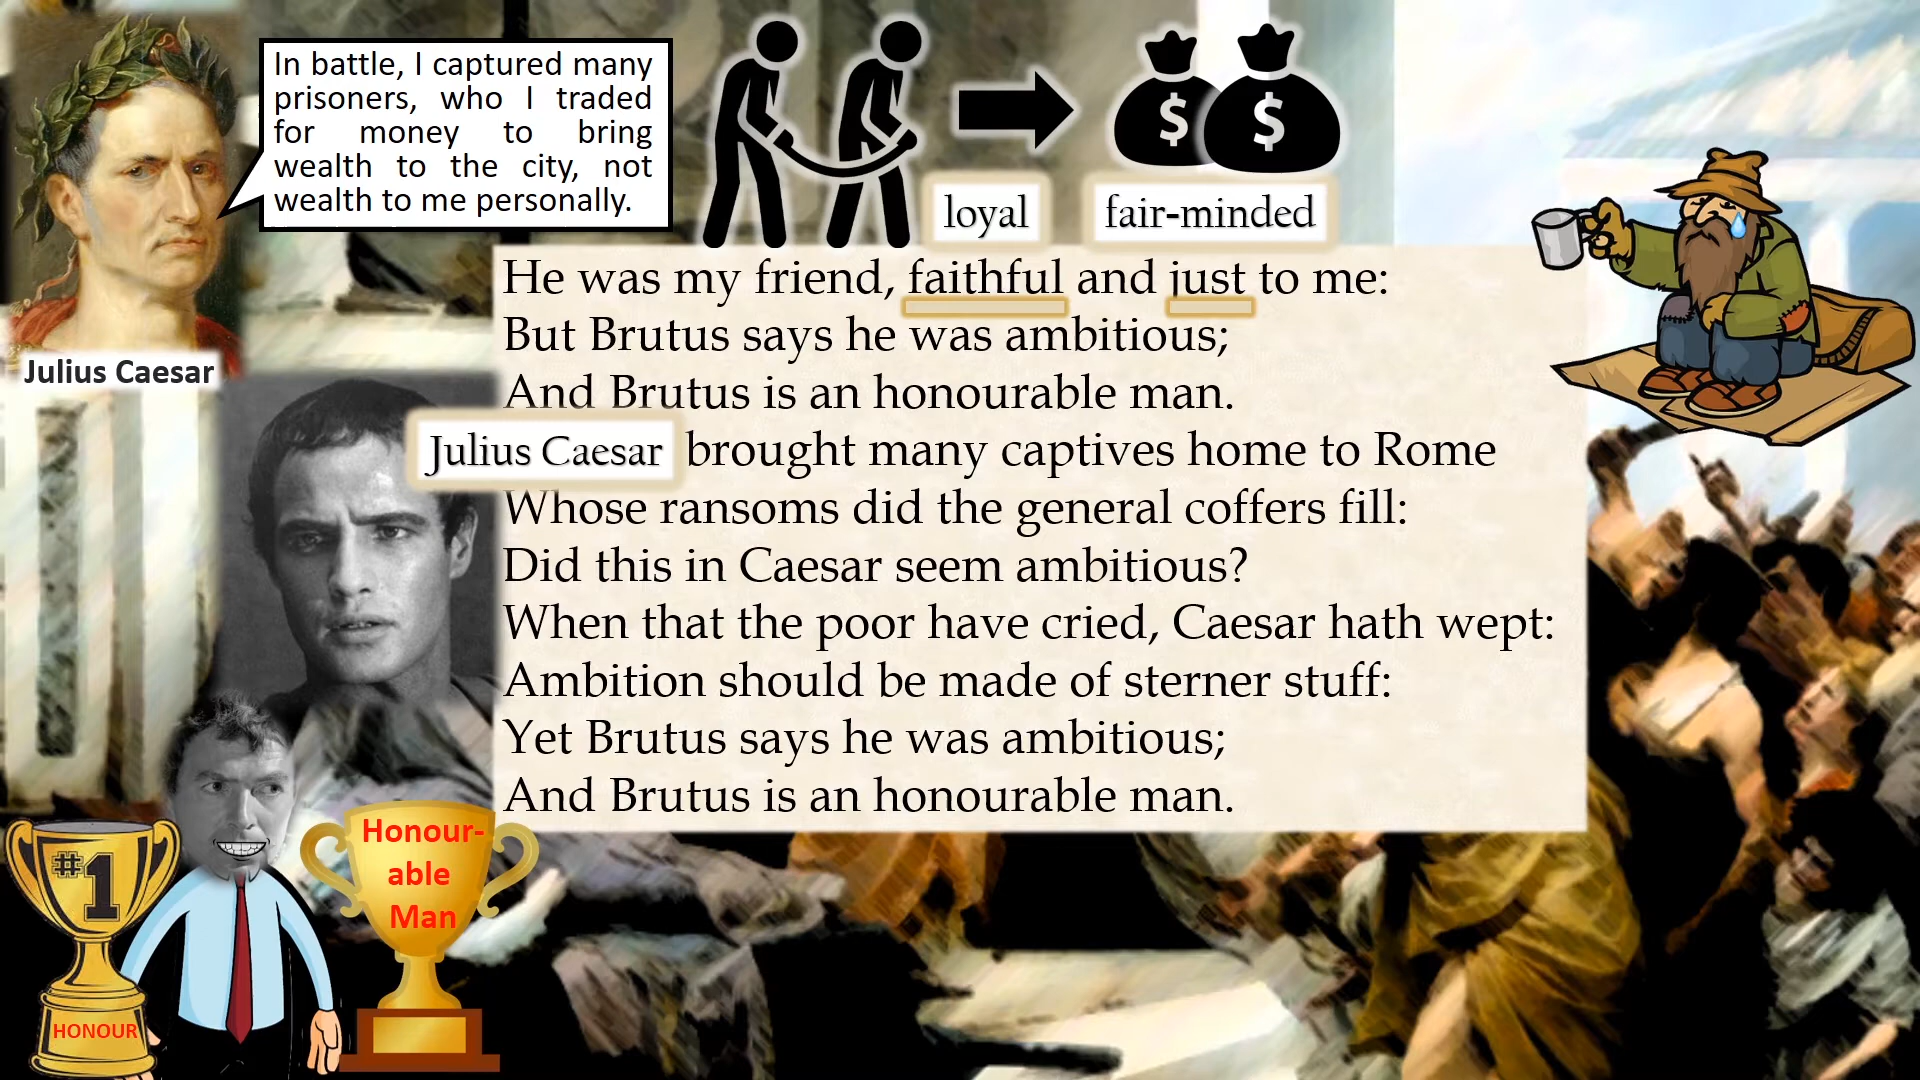 In battle, I captured many
prisoners, who I traded
for money to bring
wealth to the city, not
wealth to me personally.
$ $
loyal
fair-minded
Julius Caesar
He was my friend, faithful and just to me:
But Brutus says he was ambitious;
And Brutus is an honourable man.
Julius Caesar brought many captives home to Rome
Whose ransoms did the general coffers fill:
Did this in Caesar seem ambitious?
When that the poor have cried, Caesar hath wept:
Ambition should be made of sterner stuff:
Yet Brutus says he was ambitious;
And Brutus is an honourable man.
#1
HONOUR
Honour-
able
Man